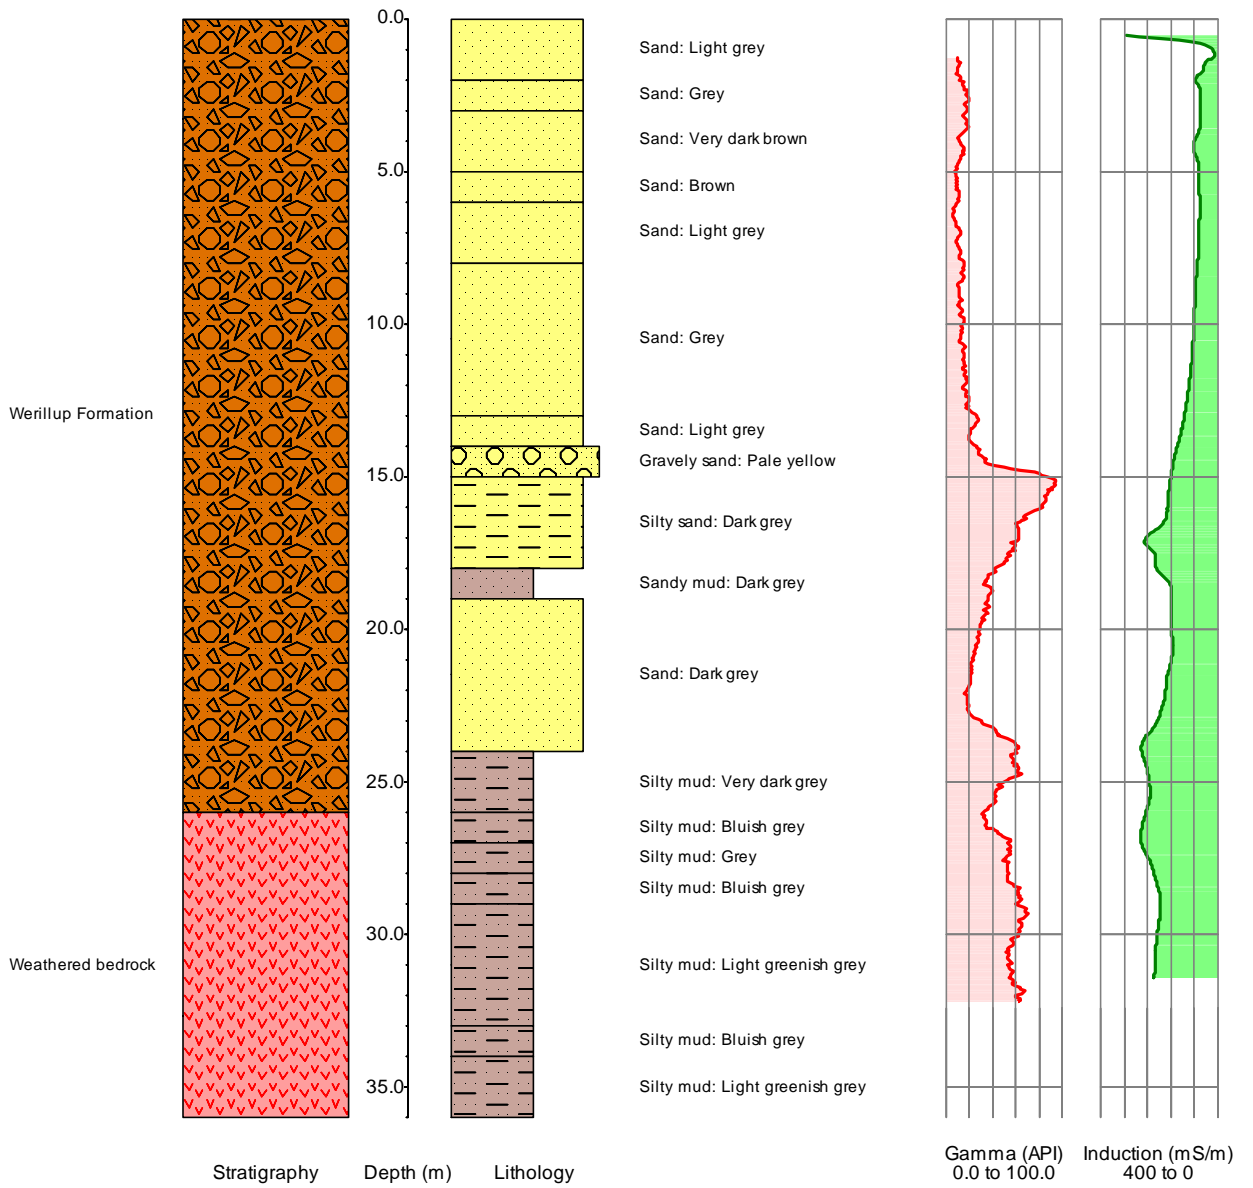 0.0
Sand: Light grey
Sand: Grey
Sand: Very dark brown
5.0
Sand: Brown
Sand: Light grey
10.0
Sand: Grey
Werillup Formation
Sand: Light grey
Gravely sand: Pale yellow
15.0
Silty sand: Dark grey
Sandy mud: Dark grey
20.0
Sand: Dark grey
25.0
Silty mud: Very dark grey
Silty mud: Bluish grey
Silty mud: Grey
Silty mud: Bluish grey
30.0
Weathered bedrock
Silty mud: Light greenish grey
Silty mud: Bluish grey
35.0
Silty mud: Light greenish grey
Stratigraphy
Depth (m)
Lithology
Gamma (API)
0.0 to 100.0
Induction (mS/m)
400 to 0